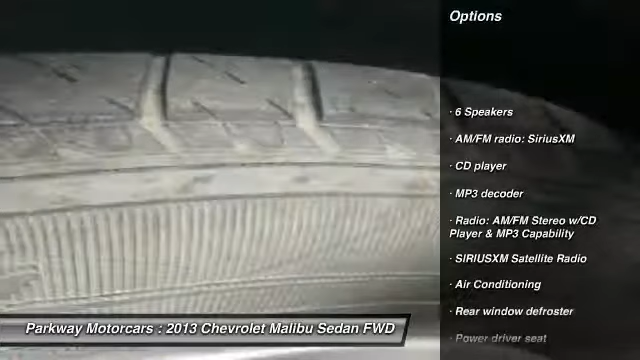 Options
· 6 Speakers
· AM/FM radio: SiriusXM
· CD player
· MP3 decoder
· Radio: AM/FM Stereo w/CD
Player & MP3 Capability
· SIRIUSXM Satellite Radio
· Air Conditioning
· Rear window defroster
· Power driver seat
Parkway Motorcars : 2013 Chevrolet Malibu Sedan FWD